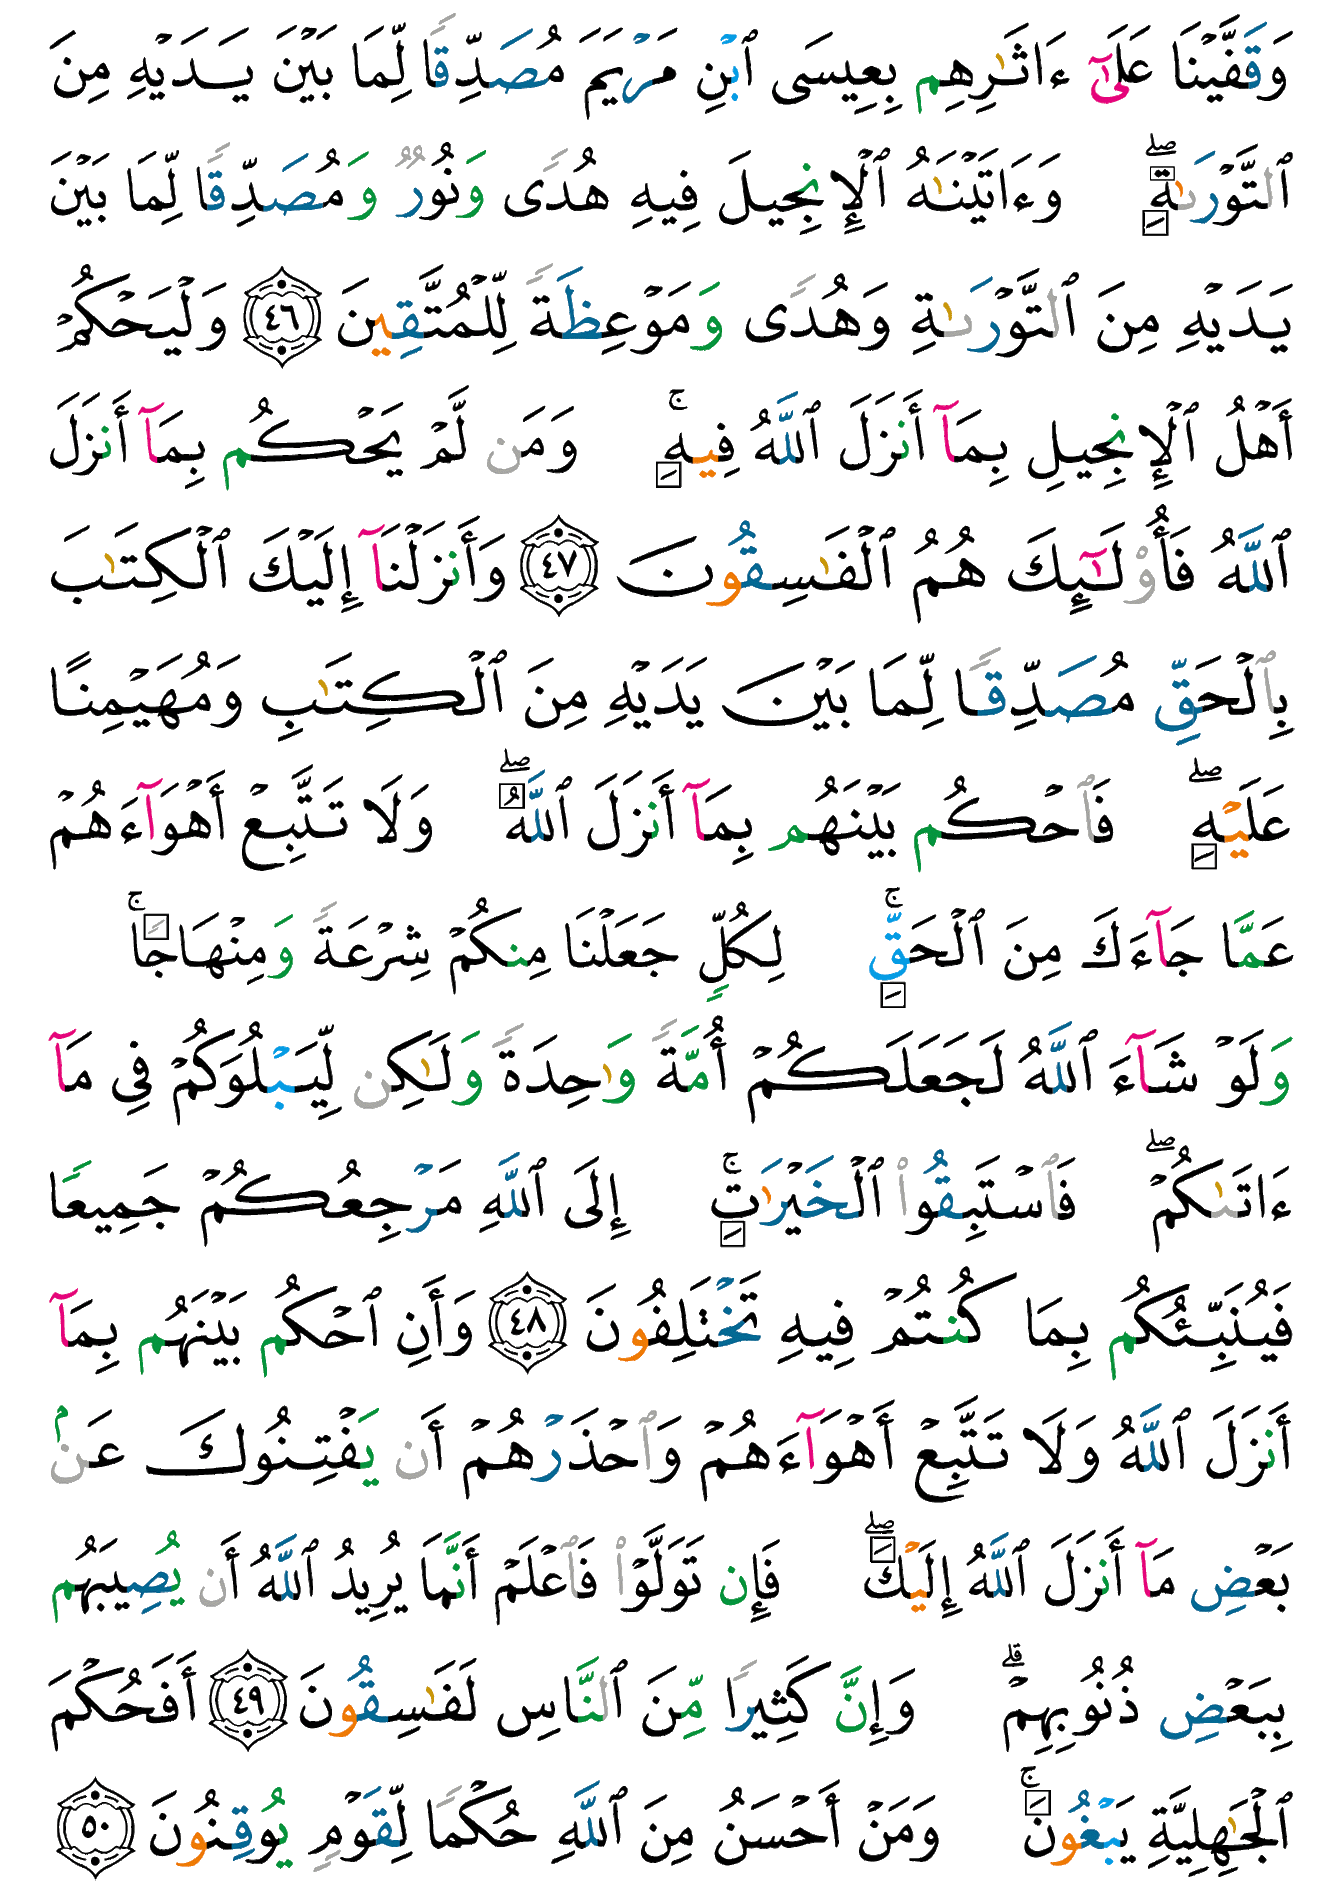 وَقَفَّيْنَا عَلَىٰٓ ءَاثَـٰرِهِم بِعِيسَى ٱبْنِ مَرْيَمَ مُصَدِّقًا لِّمَا بَيْنَ يَدَيْهِ مِنَ
ٱلتَّوْرَىٰةِ ۖ وَءَاتَيْنَـٰهُ ٱلْإِنجِيلَ فِيهِ هُدًى وَنُورٌ وَمُصَدِّقًا لِّمَا بَيْنَ
يَدَيْهِ مِنَ ٱلتَّوْرَىٰةِ وَهُدًى وَمَوْعِظَةً لِّلْمُتَّقِينَ ٤٦ وَلْيَحْكُمْ
أَهْلُ ٱلْإِنجِيلِ بِمَآ أَنزَلَ ٱللَّهُ فِيهِ ۚ وَمَن لَّمْ يَحْكُم بِمَآ أَنزَلَ
ٱللَّهُ فَأُو۟لَـٰٓئِكَ هُمُ ٱلْفَـٰسِقُونَ ٤٧ وَأَنزَلْنَآ إِلَيْكَ ٱلْكِتَـٰبَ
بِٱلْحَقِّ مُصَدِّقًا لِّمَا بَيْنَ يَدَيْهِ مِنَ ٱلْكِتَـٰبِ وَمُهَيْمِنًا
عَلَيْهِ ۖ فَٱحْكُم بَيْنَهُم بِمَآ أَنزَلَ ٱللَّهُ ۖ وَلَا تَتَّبِعْ أَهْوَآءَهُمْ
عَمَّا جَآءَكَ مِنَ ٱلْحَقِّ ۚ لِكُلٍّ جَعَلْنَا مِنكُمْ شِرْعَةً وَمِنْهَاجًا ۚ
وَلَوْ شَآءَ ٱللَّهُ لَجَعَلَكُمْ أُمَّةً وَٰحِدَةً وَلَـٰكِن لِّيَبْلُوَكُمْ فِى مَآ
ءَاتَىٰكُمْ ۖ فَٱسْتَبِقُوا۟ ٱلْخَيْرَٰتِ ۚ إِلَى ٱللَّهِ مَرْجِعُكُمْ جَمِيعًا
فَيُنَبِّئُكُم بِمَا كُنتُمْ فِيهِ تَخْتَلِفُونَ ٤٨ وَأَنِ ٱحْكُم بَيْنَهُم بِمَآ
أَنزَلَ ٱللَّهُ وَلَا تَتَّبِعْ أَهْوَآءَهُمْ وَٱحْذَرْهُمْ أَن يَفْتِنُوكَ عَنۢ
بَعْضِ مَآ أَنزَلَ ٱللَّهُ إِلَيْكَ ۖ فَإِن تَوَلَّوْا۟ فَٱعْلَمْ أَنَّمَا يُرِيدُ ٱللَّهُ أَن يُصِيبَهُم
بِبَعْضِ ذُنُوبِهِمْ ۗ وَإِنَّ كَثِيرًا مِّنَ ٱلنَّاسِ لَفَـٰسِقُونَ ٤٩ أَفَحُكْمَ
ٱلْجَـٰهِلِيَّةِ يَبْغُونَ ۚ وَمَنْ أَحْسَنُ مِنَ ٱللَّهِ حُكْمًا لِّقَوْمٍ يُوقِنُونَ ٥٠